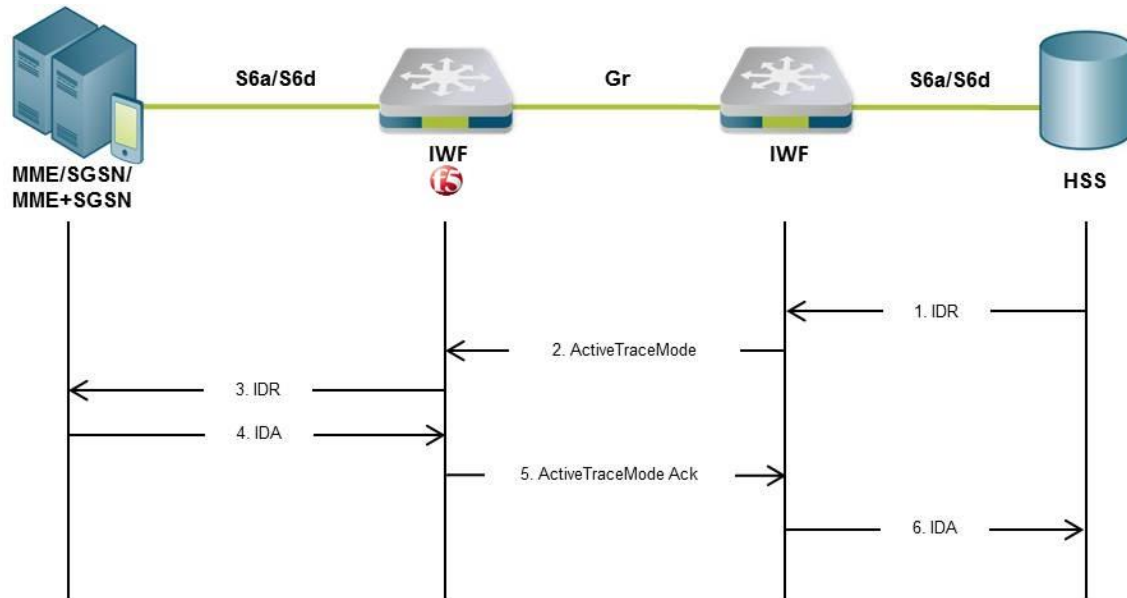 S6a/S6d
Gr
S6a/S6d
IWF
f5
IWF
MME/SGSN/
MME+SGSN
HSS
1. IDR
2. ActiveTraceMode
3. IDR
4. IDA
5. ActiveTraceMode Ack
6. IDA